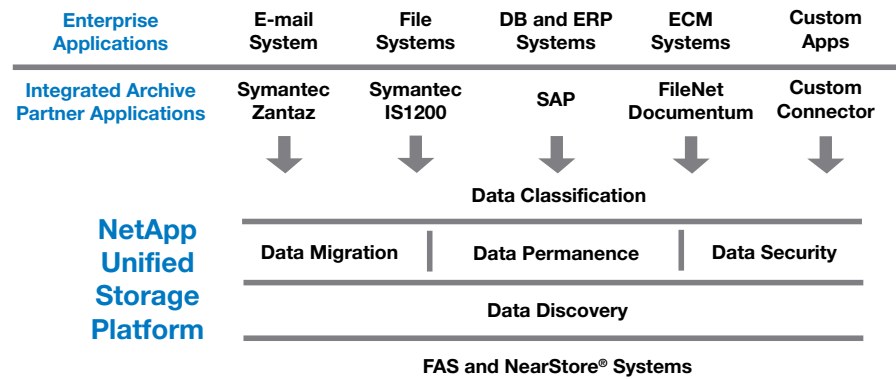 Enterprise Applications E-mail System File Systems DB and ERP Systems ECM Systems Custom Apps
Integrated Archive Partner Applications Symantec Zantaz Symantec IS1200 SAP FileNet Documentum Custom Connector
NetApp Unified Storage Platform
Data Classification
Data Migration Data Permanence Data Security
Data Discovery
FAS and NearStore® Systems